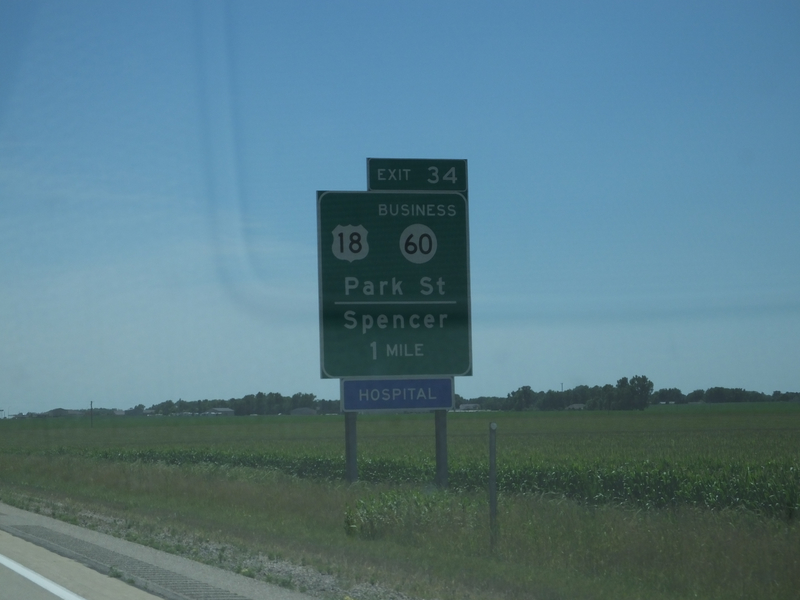 EXIT 34
BUSINESS
18 60
Park St
Spencer
1 MILE
HOSPITAL